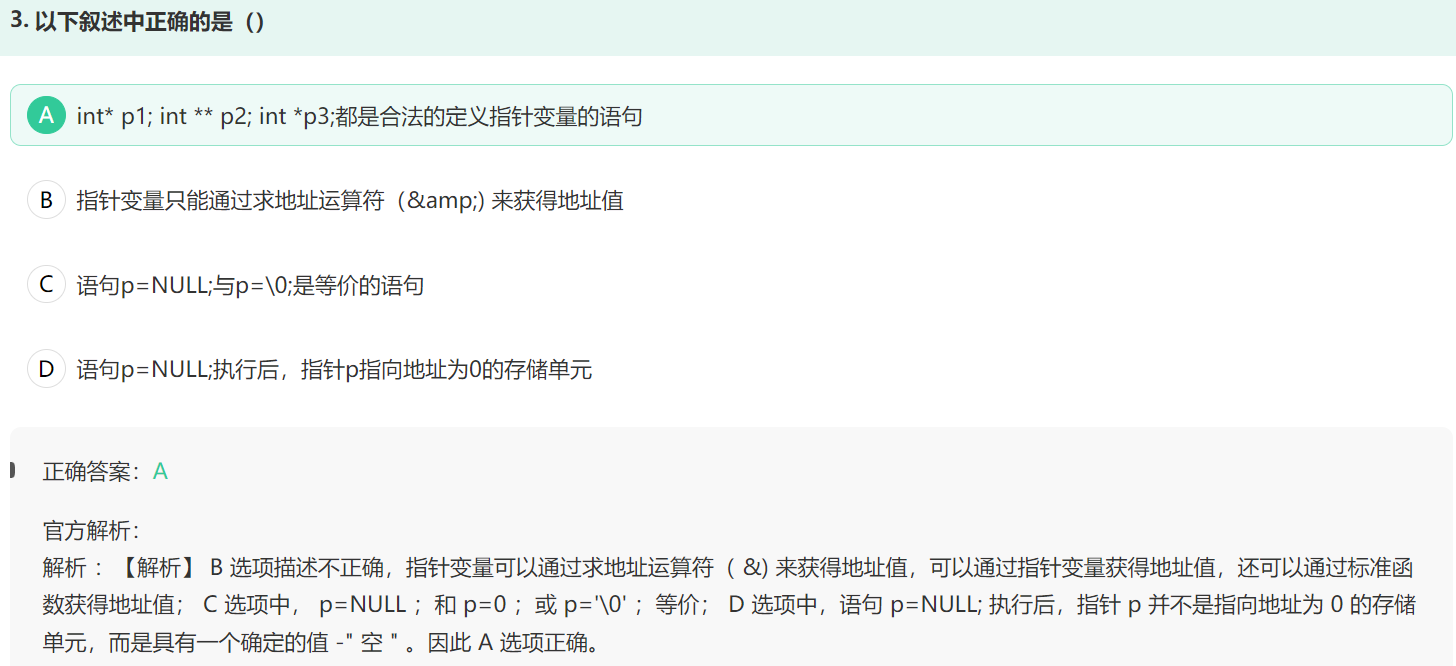 3. 以下叙述中正确的是（）
A int* p1; int ** p2; int *p3;都是合法的定义指针变量的语句
B 指针变量只能通过求地址运算符（&amp;) 来获得地址值
C 语句p=NULL;与p=\0;是等价的语句
D 语句p=NULL;执行后，指针p指向地址为0的存储单元
正确答案：A
官方解析：
解析 ：【解析】 B 选项描述不正确，指针变量可以通过求地址运算符（ &) 来获得地址值，可以通过指针变量获得地址值，还可以通过标准函
数获得地址值； C 选项中， p=NULL ；和 p=0 ；或 p='\0' ；等价； D 选项中，语句 p=NULL; 执行后，指针 p 并不是指向地址为 0 的存储
单元，而是具有一个确定的值 -" 空 " 。因此 A 选项正确。